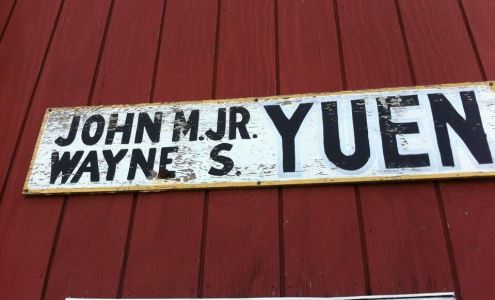 JOHN M. JR.
WAYNE S.
YUEN